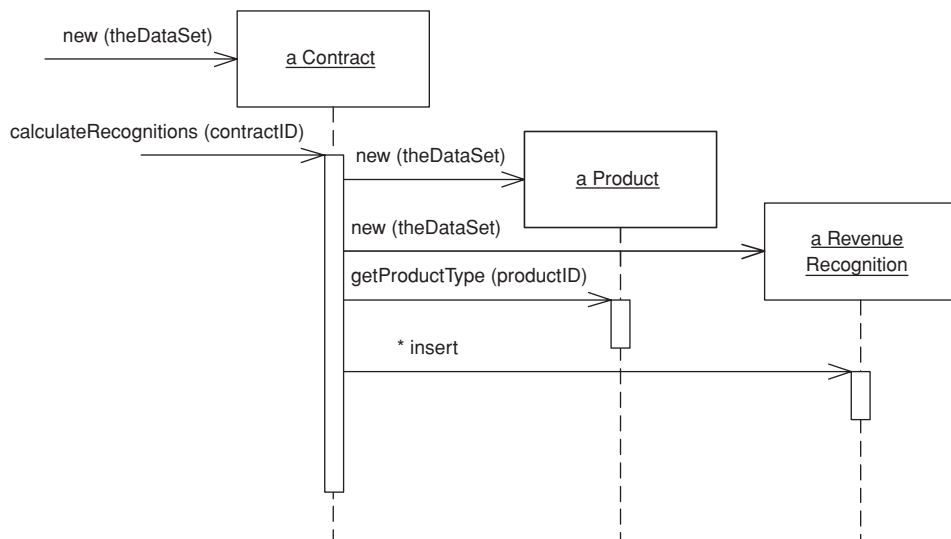 new (theDataSet)
a Contract
calculateRecognitions (contractID)
new (theDataSet)
a Product
new (theDataSet)
a Revenue
Recognition
getProductType (productID)
* insert